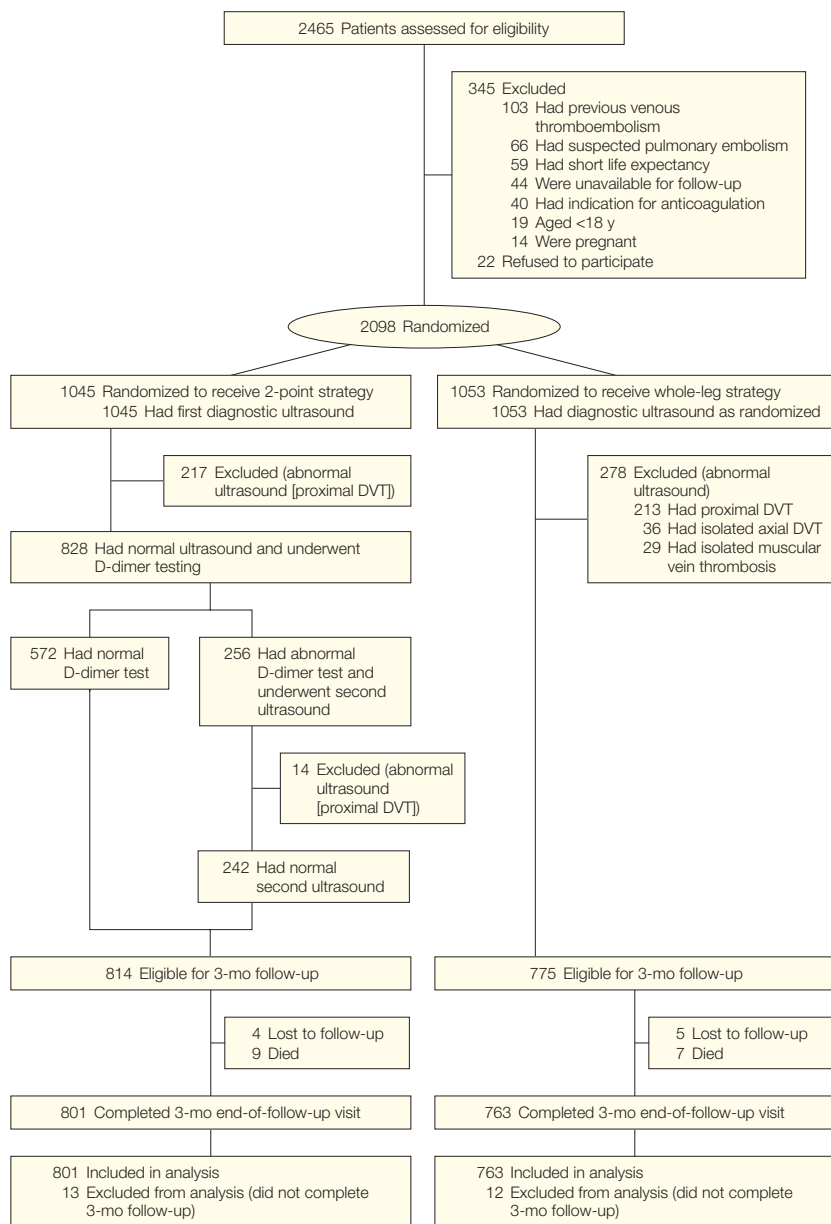 2465 Patients assessed for eligibility
345 Excluded
103 Had previous venous
thromboembolism
66 Had suspected pulmonary embolism
59 Had short life expectancy
44 Were unavailable for follow-up
40 Had indication for anticoagulation
19 Aged <18 y
14 Were pregnant
22 Refused to participate
2098 Randomized
1045 Randomized to receive 2-point strategy
1045 Had first diagnostic ultrasound
1053 Randomized to receive whole-leg strategy
1053 Had diagnostic ultrasound as randomized
217 Excluded (abnormal
ultrasound [proximal DVT])
278 Excluded (abnormal
ultrasound)
213 Had proximal DVT
36 Had isolated axial DVT
29 Had isolated muscular
vein thrombosis
828 Had normal ultrasound and underwent
D-dimer testing
572 Had normal
D-dimer test
256 Had abnormal
D-dimer test and
underwent second
ultrasound
14 Excluded (abnormal
ultrasound
[proximal DVT])
242 Had normal
second ultrasound
814 Eligible for 3-mo follow-up
775 Eligible for 3-mo follow-up
4 Lost to follow-up
9 Died
5 Lost to follow-up
7 Died
801 Completed 3-mo end-of-follow-up visit
763 Completed 3-mo end-of-follow-up visit
801 Included in analysis
13 Excluded from analysis (did not complete
3-mo follow-up)
763 Included in analysis
12 Excluded from analysis (did not complete
3-mo follow-up)